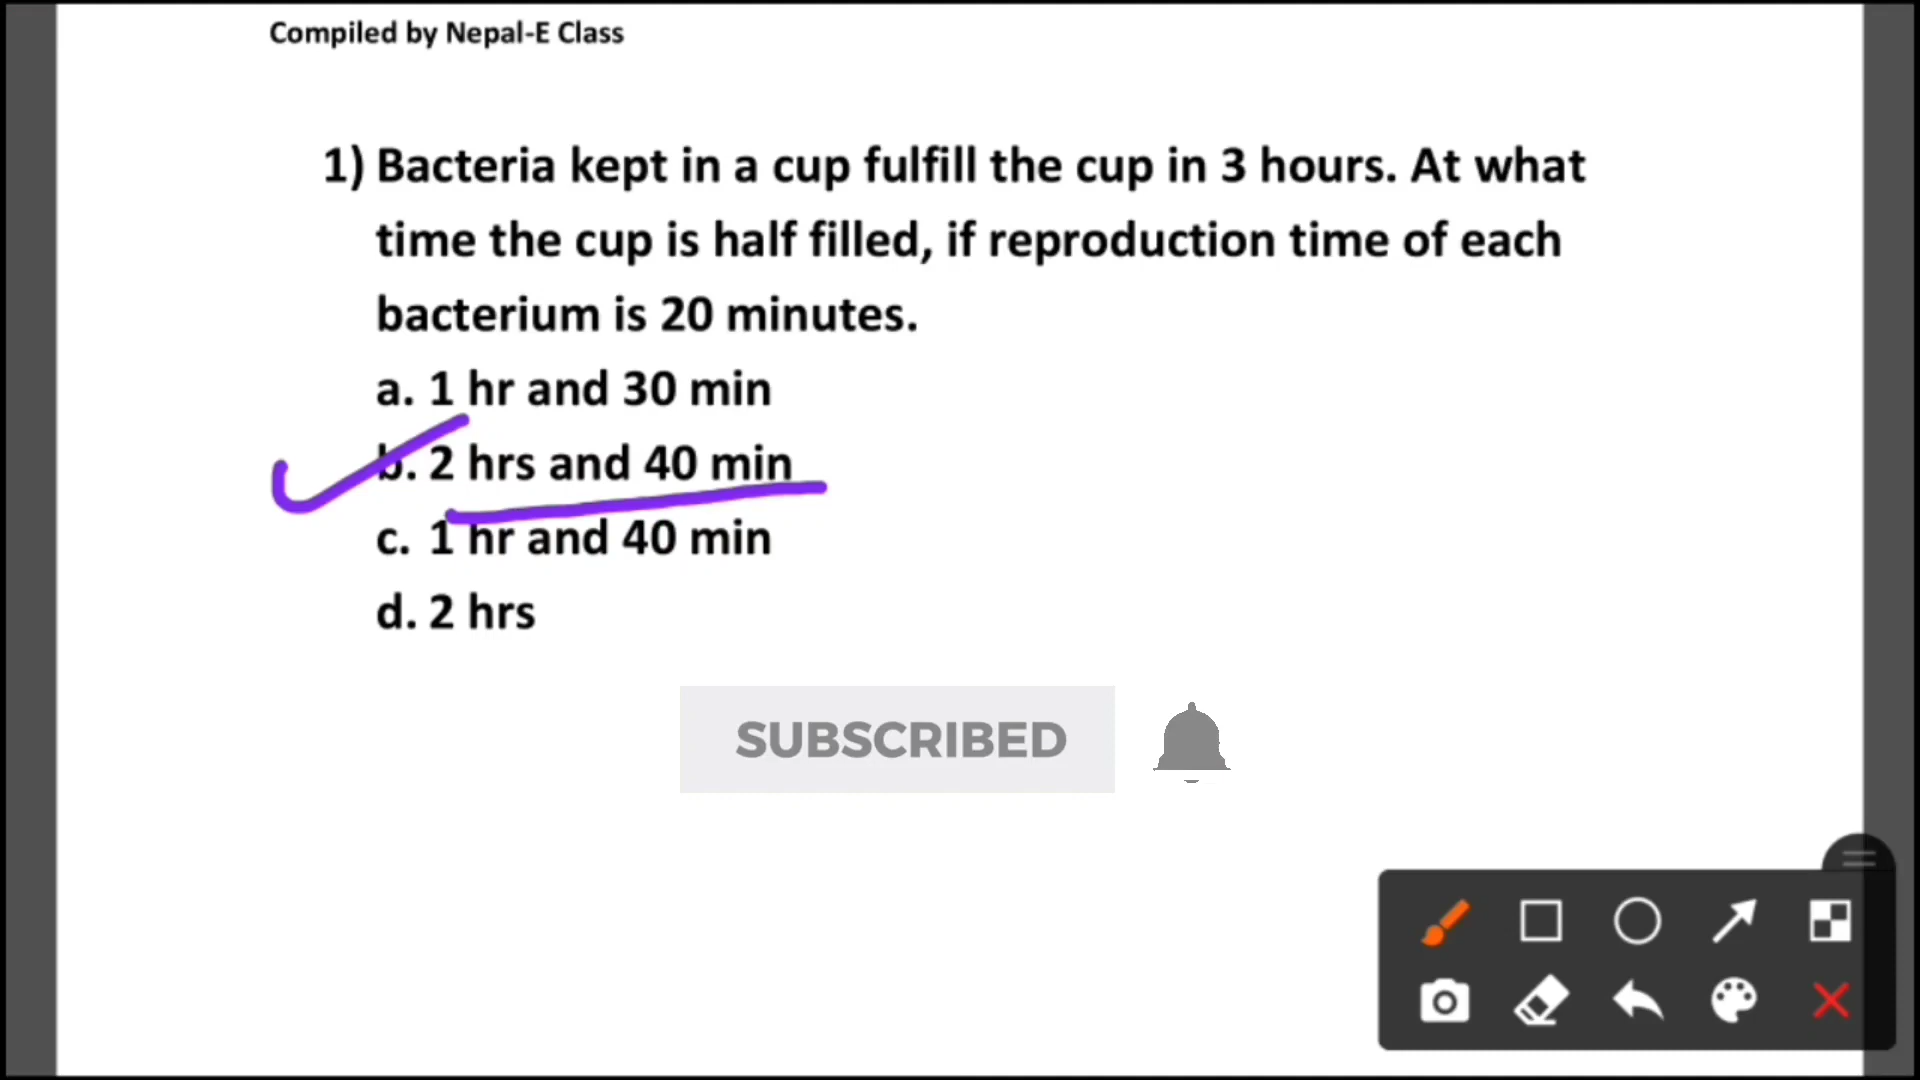 Compiled by Nepal-E Class
1) Bacteria kept in a cup fulfill the cup in 3 hours. At what
time the cup is half filled, if reproduction time of each
bacterium is 20 minutes.
a. 1 hr and 30 min
b. 2 hrs and 40 min
c. 1 hr and 40 min
d. 2 hrs
SUBSCRIBED